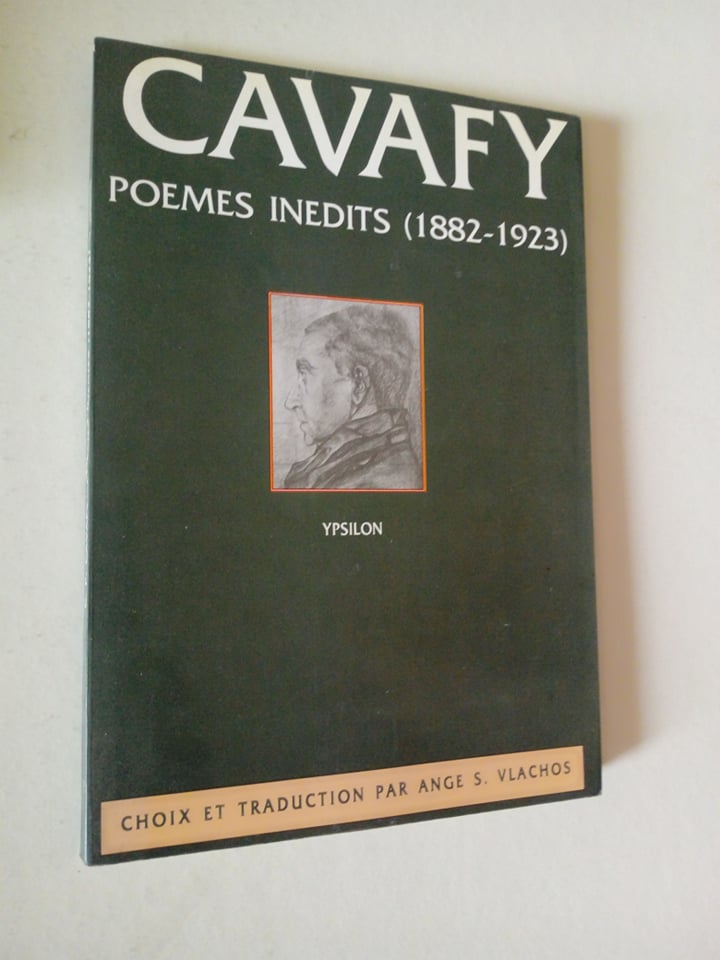 CAVAFY
POEMES INEDITS (1882-1923)
YPSILON
CHOIX ET TRADUCTION PAR ANGE S. VLACHOS